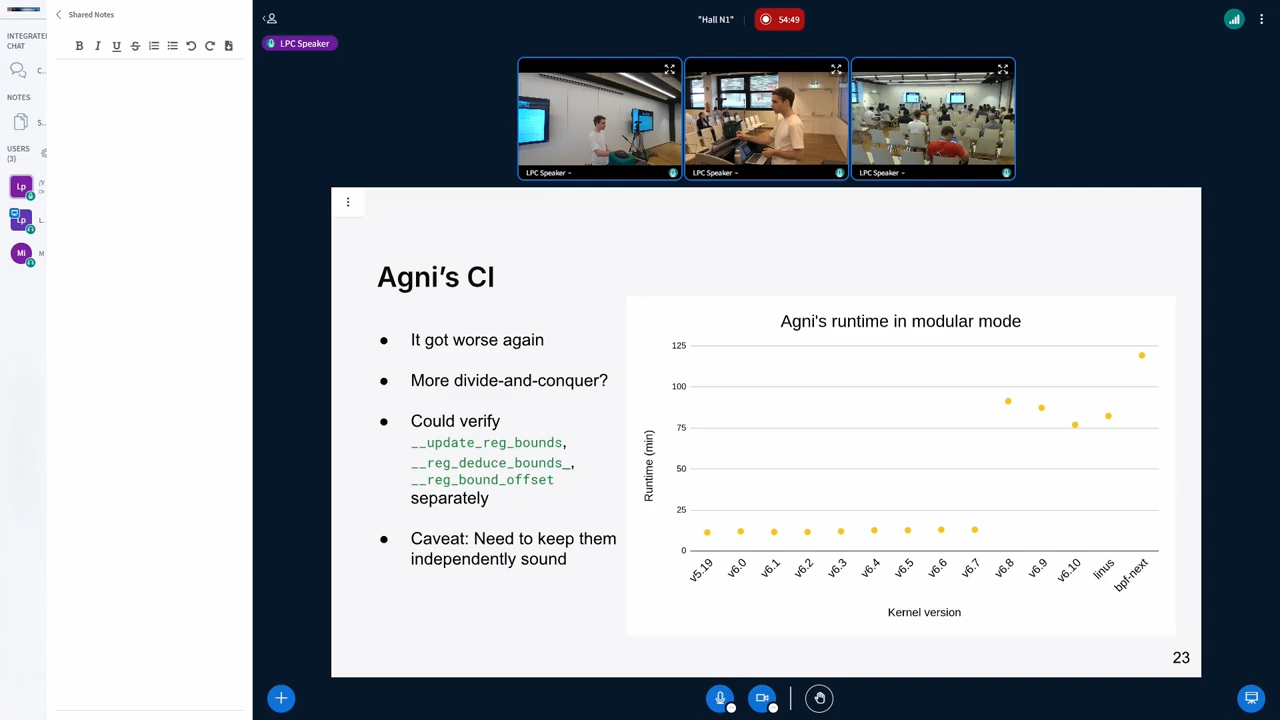 Shared Notes
INTEGRATE
CHAT
C...
NOTES
S...
USERS
(3)
Lp
Lp
L...
Mi
M
B I U S
"Hall N1"
54:49
LPC Speaker
LPC Speaker
LPC Speaker
LPC Speaker
Agni's CI
It got worse again
More divide-and-conquer?
Could verify
__update_reg_bounds,
__reg_deduce_bounds_,
__reg_bound_offset
separately
Caveat: Need to keep them
independently sound
Agni's runtime in modular mode
Runtime (min)
125
100
75
50
25
0
v5.19 v6.0 v6.1 v6.2 v6.3 v6.4 v6.5 v6.6 v6.7 v6.8 v6.9 v6.10 linus bpf-next
Kernel version
23